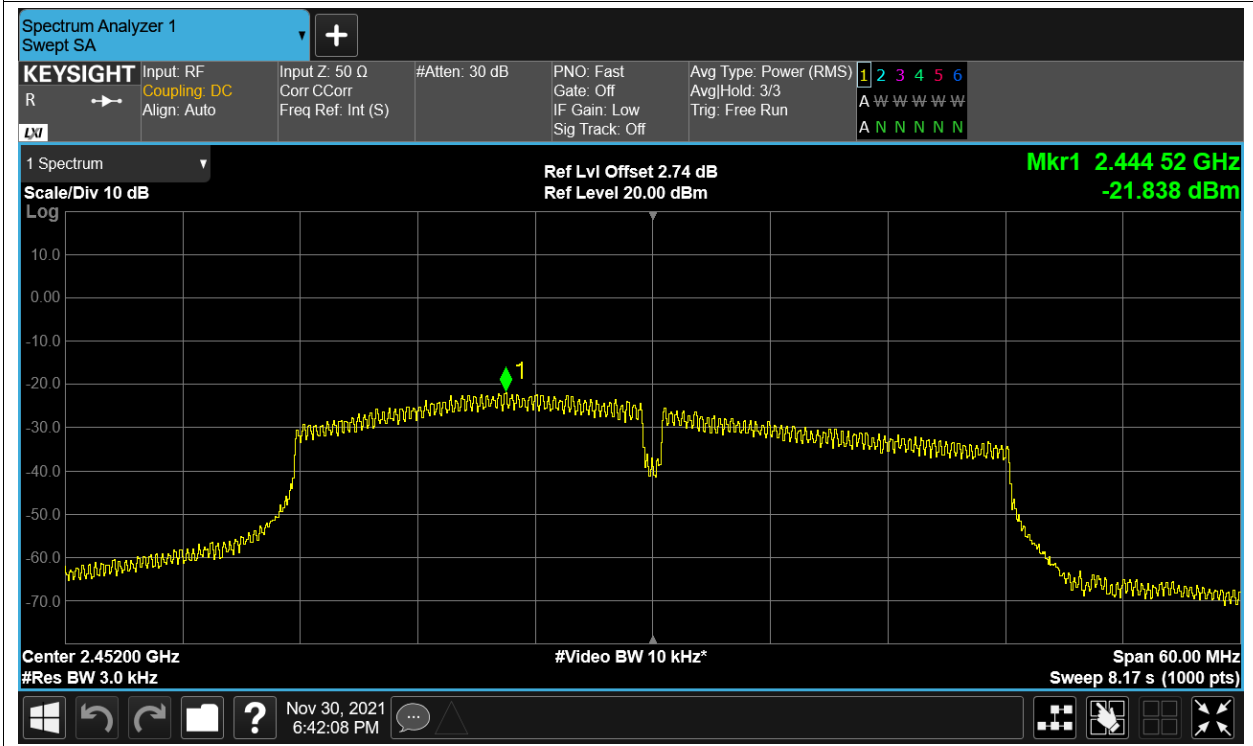 Spectrum Analyzer 1
Swept SA
+
KEYSIGHT
R
LXI
Input: RF
Coupling: DC
Align: Auto
Input Z: 50 Ω
Corr CCorr
Freq Ref: Int (S)
#Atten: 30 dB
PNO: Fast
Gate: Off
IF Gain: Low
Sig Track: Off
Avg Type: Power (RMS)
Avg|Hold: 3/3
Trig: Free Run
1 2 3 4 5 6
A W W W W W
A N N N N N
1 Spectrum
Scale/Div 10 dB
Log
Ref Lvl Offset 2.74 dB
Ref Level 20.00 dBm
Mkr1 2.444 52 GHz
-21.838 dBm
10.0
0.00
-10.0
1
-20.0
-30.0
-40.0
-50.0
-60.0
-70.0
Center 2.45200 GHz
#Res BW 3.0 kHz
#Video BW 10 kHz*
Span 60.00 MHz
Sweep 8.17 s (1000 pts)
?
Nov 30, 2021
6:42:08 PM